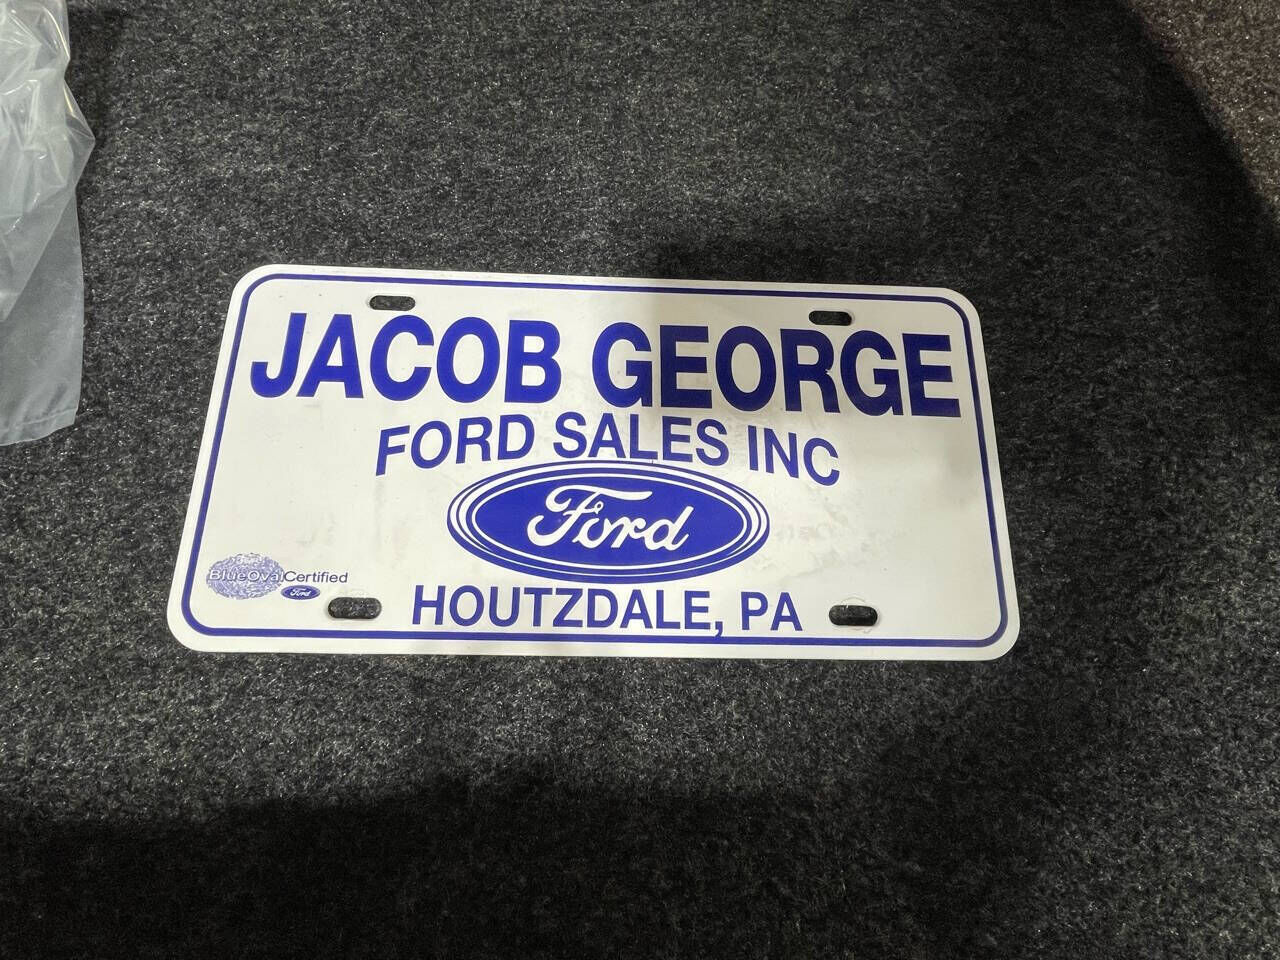 JACOB GEORGE
FORD SALES INC
Ford
BlueOvalCertified
Ford
HOUTZDALE, PA